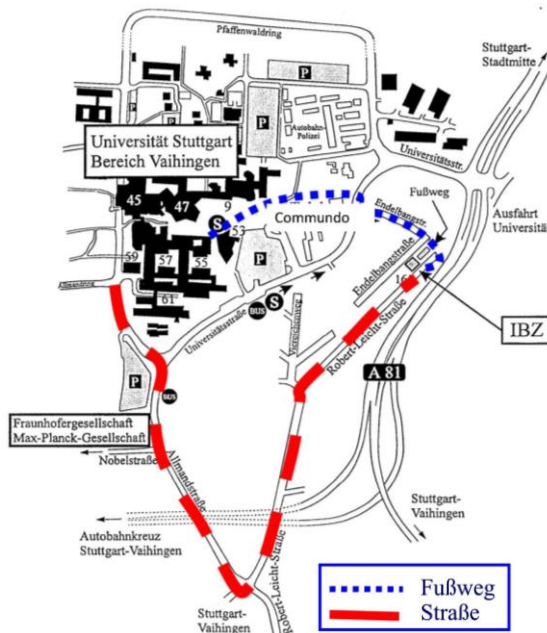 Pfaffenwaldring
Stuttgart-
Stadtmitte
P
P
P
Autobahn-
Polizei
Universität Stuttgart
Bereich Vaihingen
Universitätsstr.
Fußweg
45
47
9
Commundo
Endelbangstr.
Ausfahrt
Universität
S
53
59
57
55
P
Endelbangstraße
Allmandring
61
16
BUS
S
Universitätsstraße
Robert-Leicht-Straße
IBZ
P
A 81
BUS
Fraunhofergesellschaft
Max-Planck-Gesellschaft
Nobelstraße
Allmandstraße
Autobahnkreuz
Stuttgart-Vaihingen
Stuttgart-
Vaihingen
Robert-Leicht-Straße
Stuttgart-
Vaihingen
Fußweg
Straße